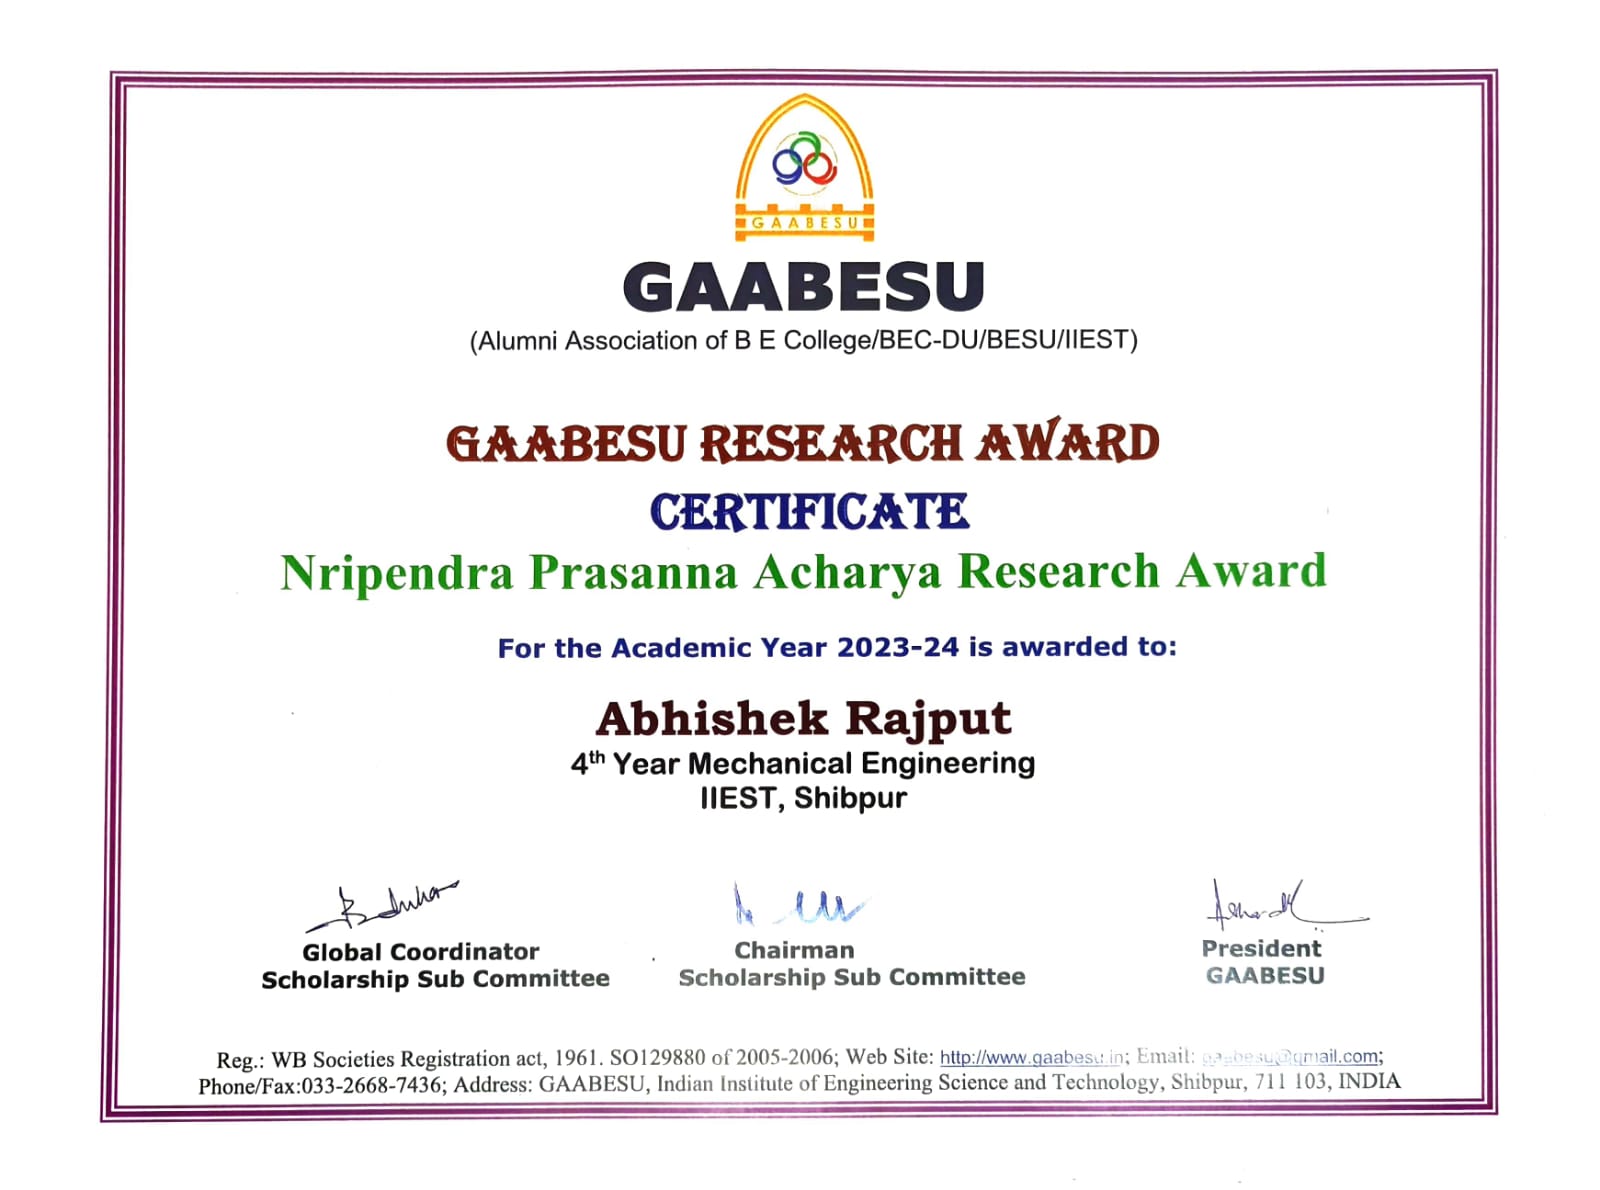 GAABESU
GAABESU
(Alumni Association of B E College/BEC-DU/BESU/IIEST)
GAABESU RESEARCH AWARD
CERTIFICATE
Nripendra Prasanna Acharya Research Award
For the Academic Year 2023-24 is awarded to:
Abhishek Rajput
4th Year Mechanical Engineering
IIEST, Shibpur
Global Coordinator
Scholarship Sub Committee
Chairman
Scholarship Sub Committee
President
GAABESU
Reg.: WB Societies Registration act, 1961. SO129880 of 2005-2006; Web Site: http://www.gaabesu.in; Email: gaabesu@gmail.com;
Phone/Fax:033-2668-7436; Address: GAABESU, Indian Institute of Engineering Science and Technology, Shibpur, 711 103, INDIA